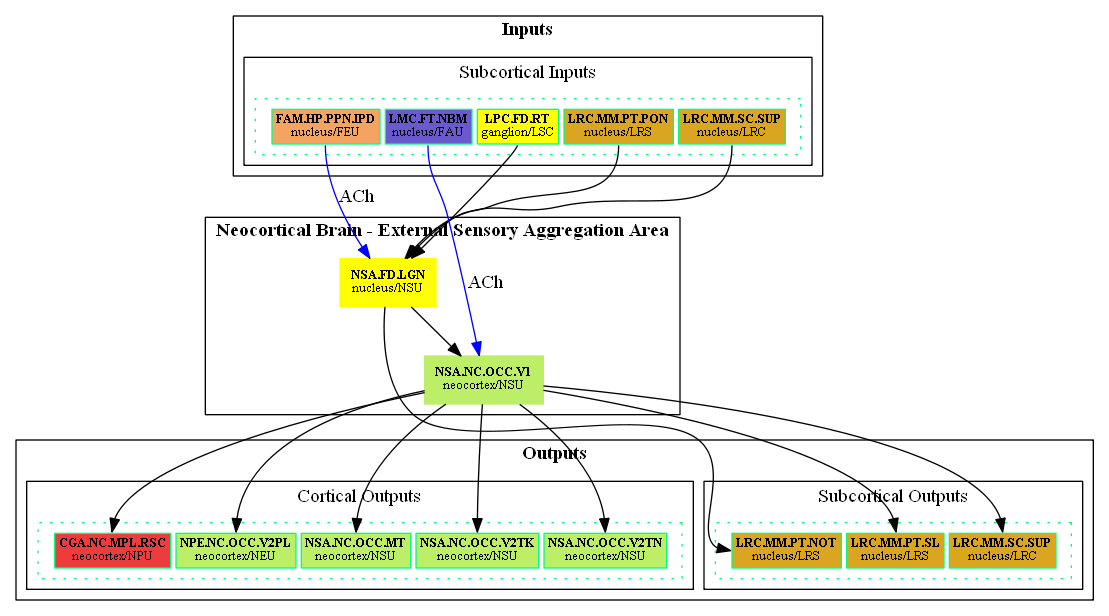 Inputs
Subcortical Inputs
FAM.HP.PPN.IPD
nucleus/FEU
LMC.FT.NBM
nucleus/FAU
LPC.FD.RT
ganglion/LSC
LRC.MM.PT.PON
nucleus/LRS
LRC.MM.SC.SUP
nucleus/LRC
ACh
Neocortical Brain - External Sensory Aggregation Area
NSA.FD.LGN
nucleus/NSU
ACh
NSA.NC.OCC.V1
neocortex/NSU
Outputs
Cortical Outputs
CGA.NC.MPL.RSC
neocortex/NPU
NPE.NC.OCC.V2PL
neocortex/NEU
NSA.NC.OCC.MT
neocortex/NSU
NSA.NC.OCC.V2TK
neocortex/NSU
NSA.NC.OCC.V2TN
neocortex/NSU
Subcortical Outputs
LRC.MM.PT.NOT
nucleus/LRS
LRC.MM.PT.SL
nucleus/LRS
LRC.MM.SC.SUP
nucleus/LRC